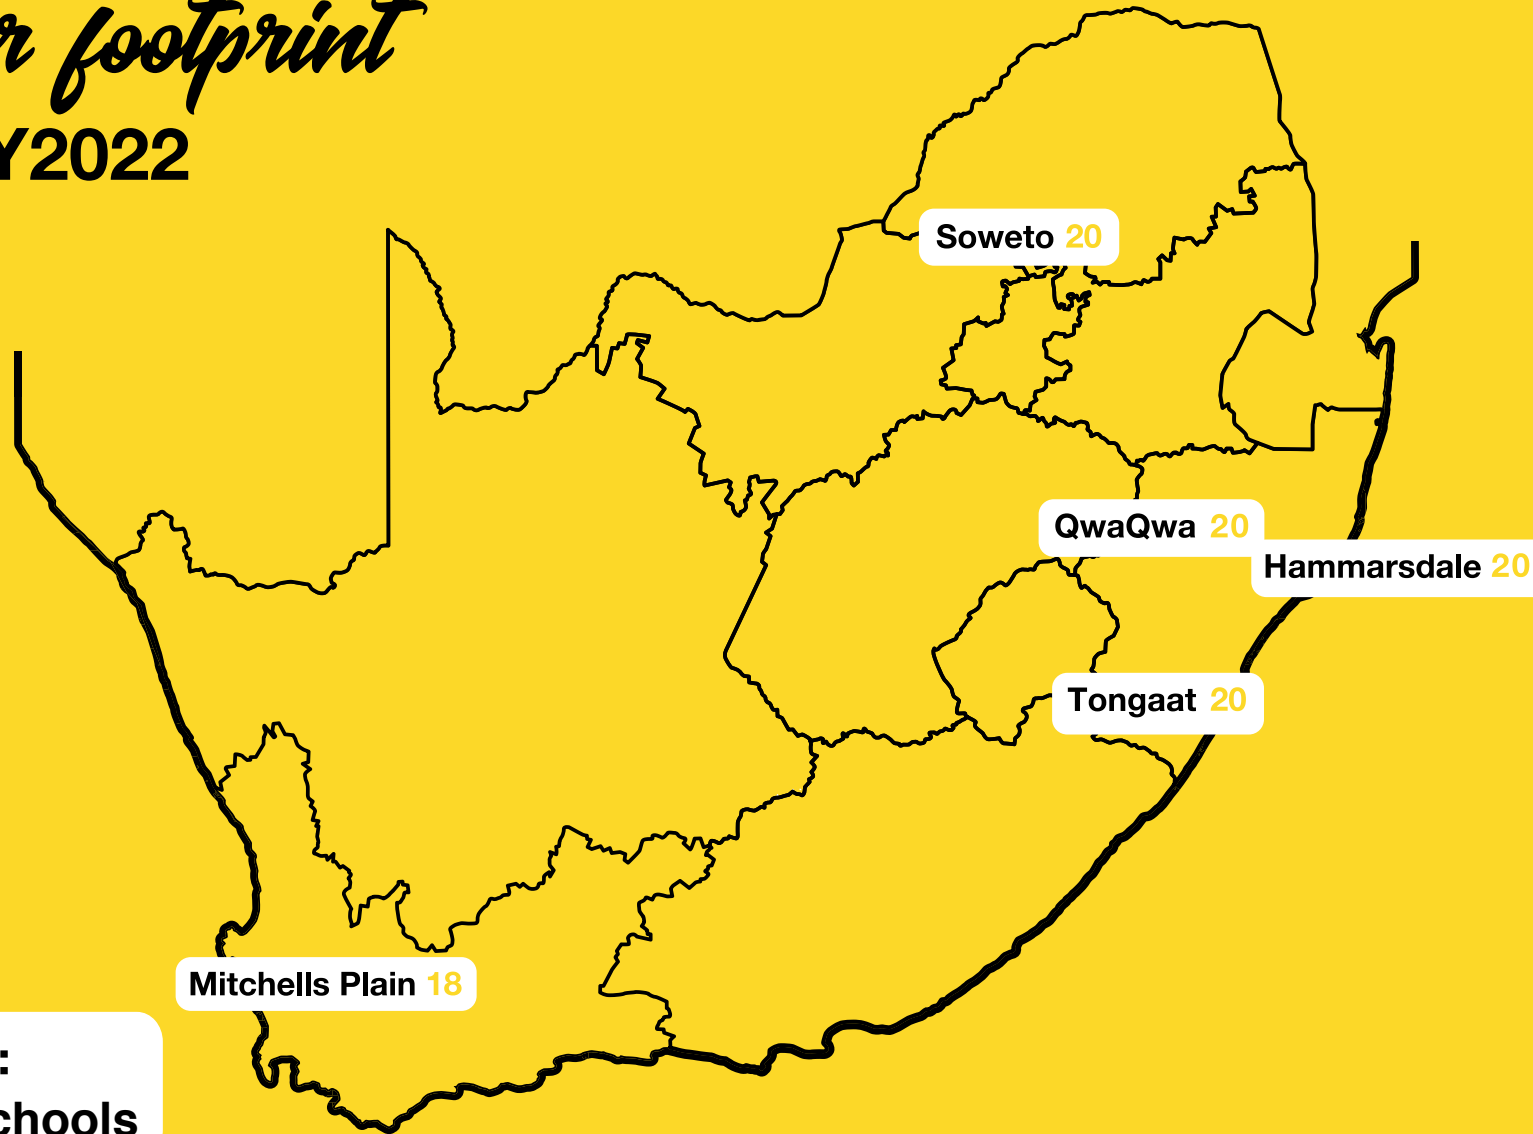 r footprint
Y2022
Soweto 20
QwaQwa 20
Hammarsdale 20
Tongaat 20
Mitchells Plain 18
:
chools